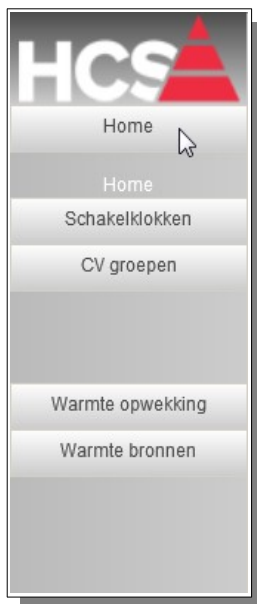 HCS
Home
Home
Schakelklokken
CV groepen
Warmte opwekking
Warmte bronnen